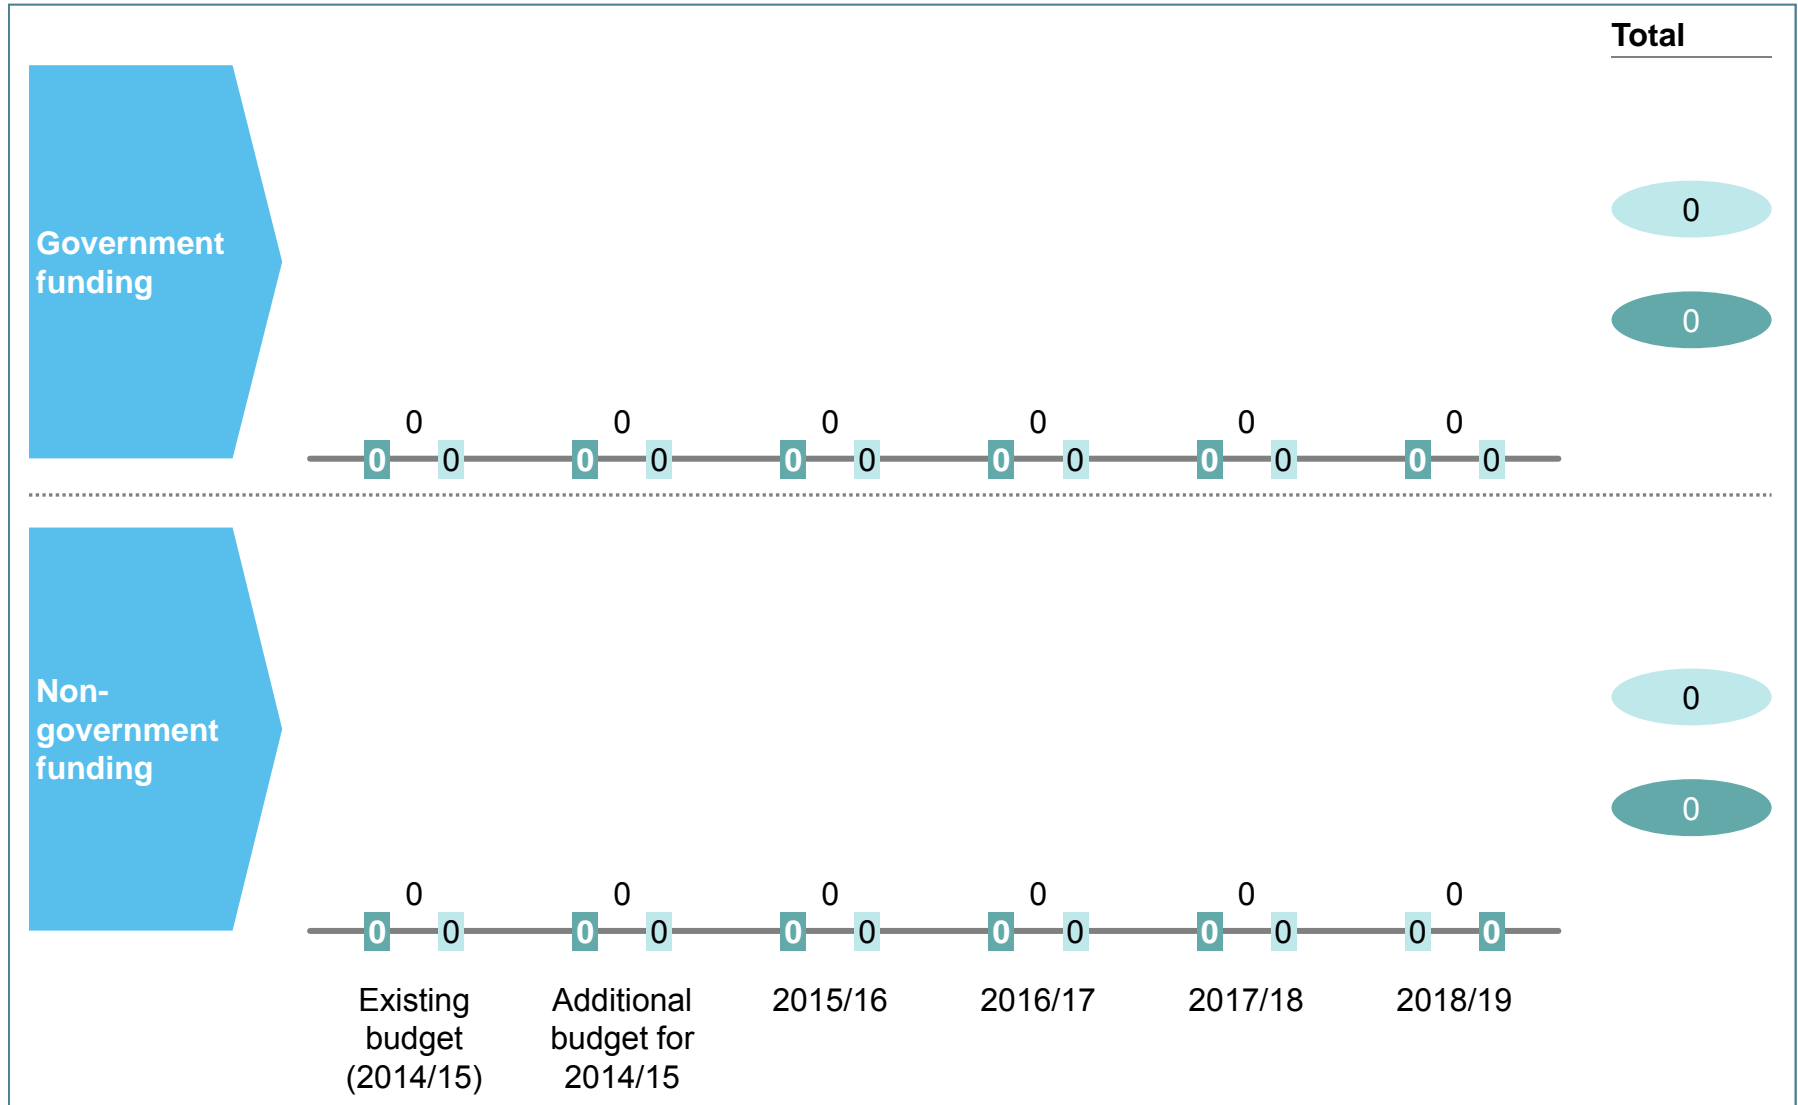 Total
Government
funding
0
0
0 0 0 0 0 0
0 0 0 0 0 0 0 0 0 0 0 0
Non-
government
funding
0
0
0 0 0 0 0 0
0 0 0 0 0 0 0 0 0 0 0 0
Existing
budget
(2014/15)
Additional
budget for
2014/15
2015/16
2016/17
2017/18
2018/19